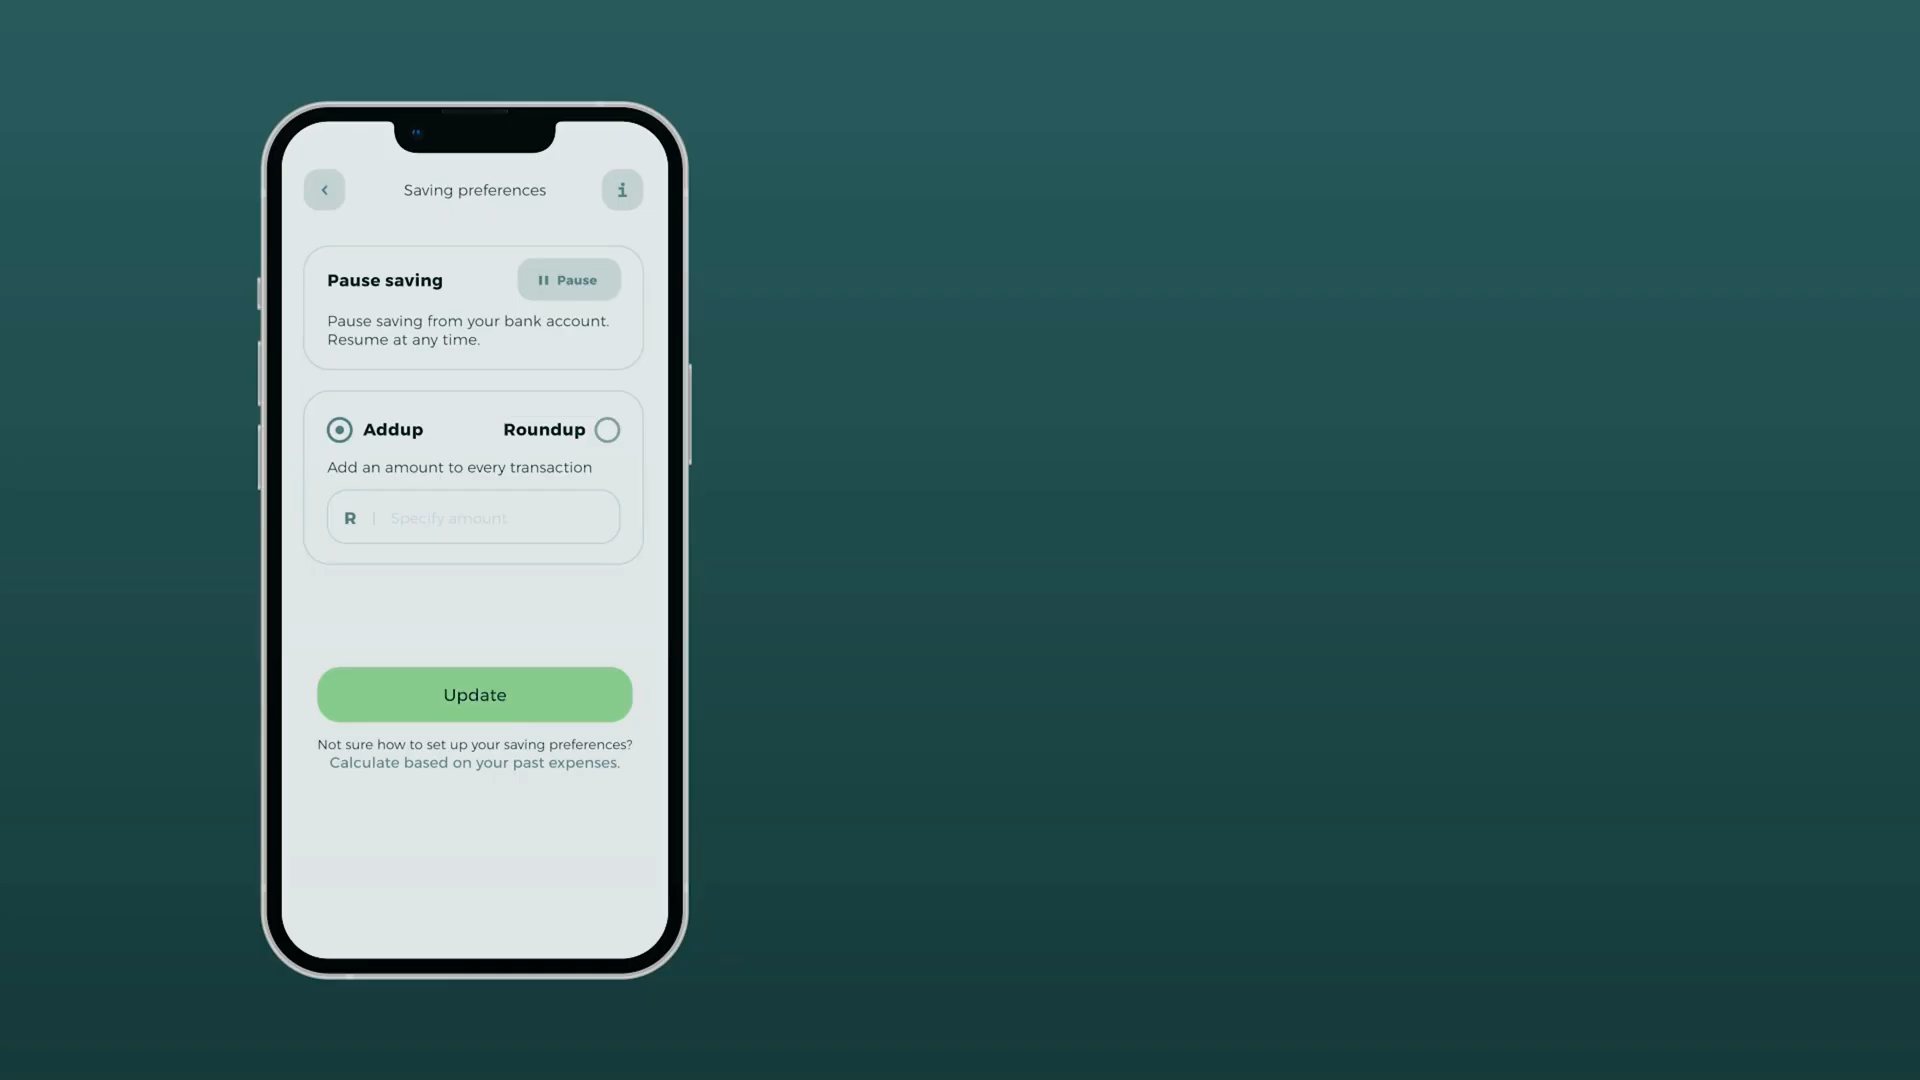 Saving preferences
i
Pause saving
Pause
Pause saving from your bank account.
Resume at any time.
Addup
Roundup
Add an amount to every transaction
R | Specify amount
Update
Not sure how to set up your saving preferences?
Calculate based on your past expenses.